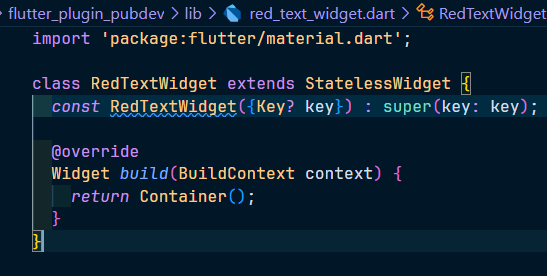 flutter_plugin_pubdev > lib > red_text_widget.dart > RedTextWidget
import 'package:flutter/material.dart';
class RedTextWidget extends StatelessWidget {
  const RedTextWidget({Key? key}) : super(key: key);
  @override
  Widget build(BuildContext context) {
    return Container();
  }
}